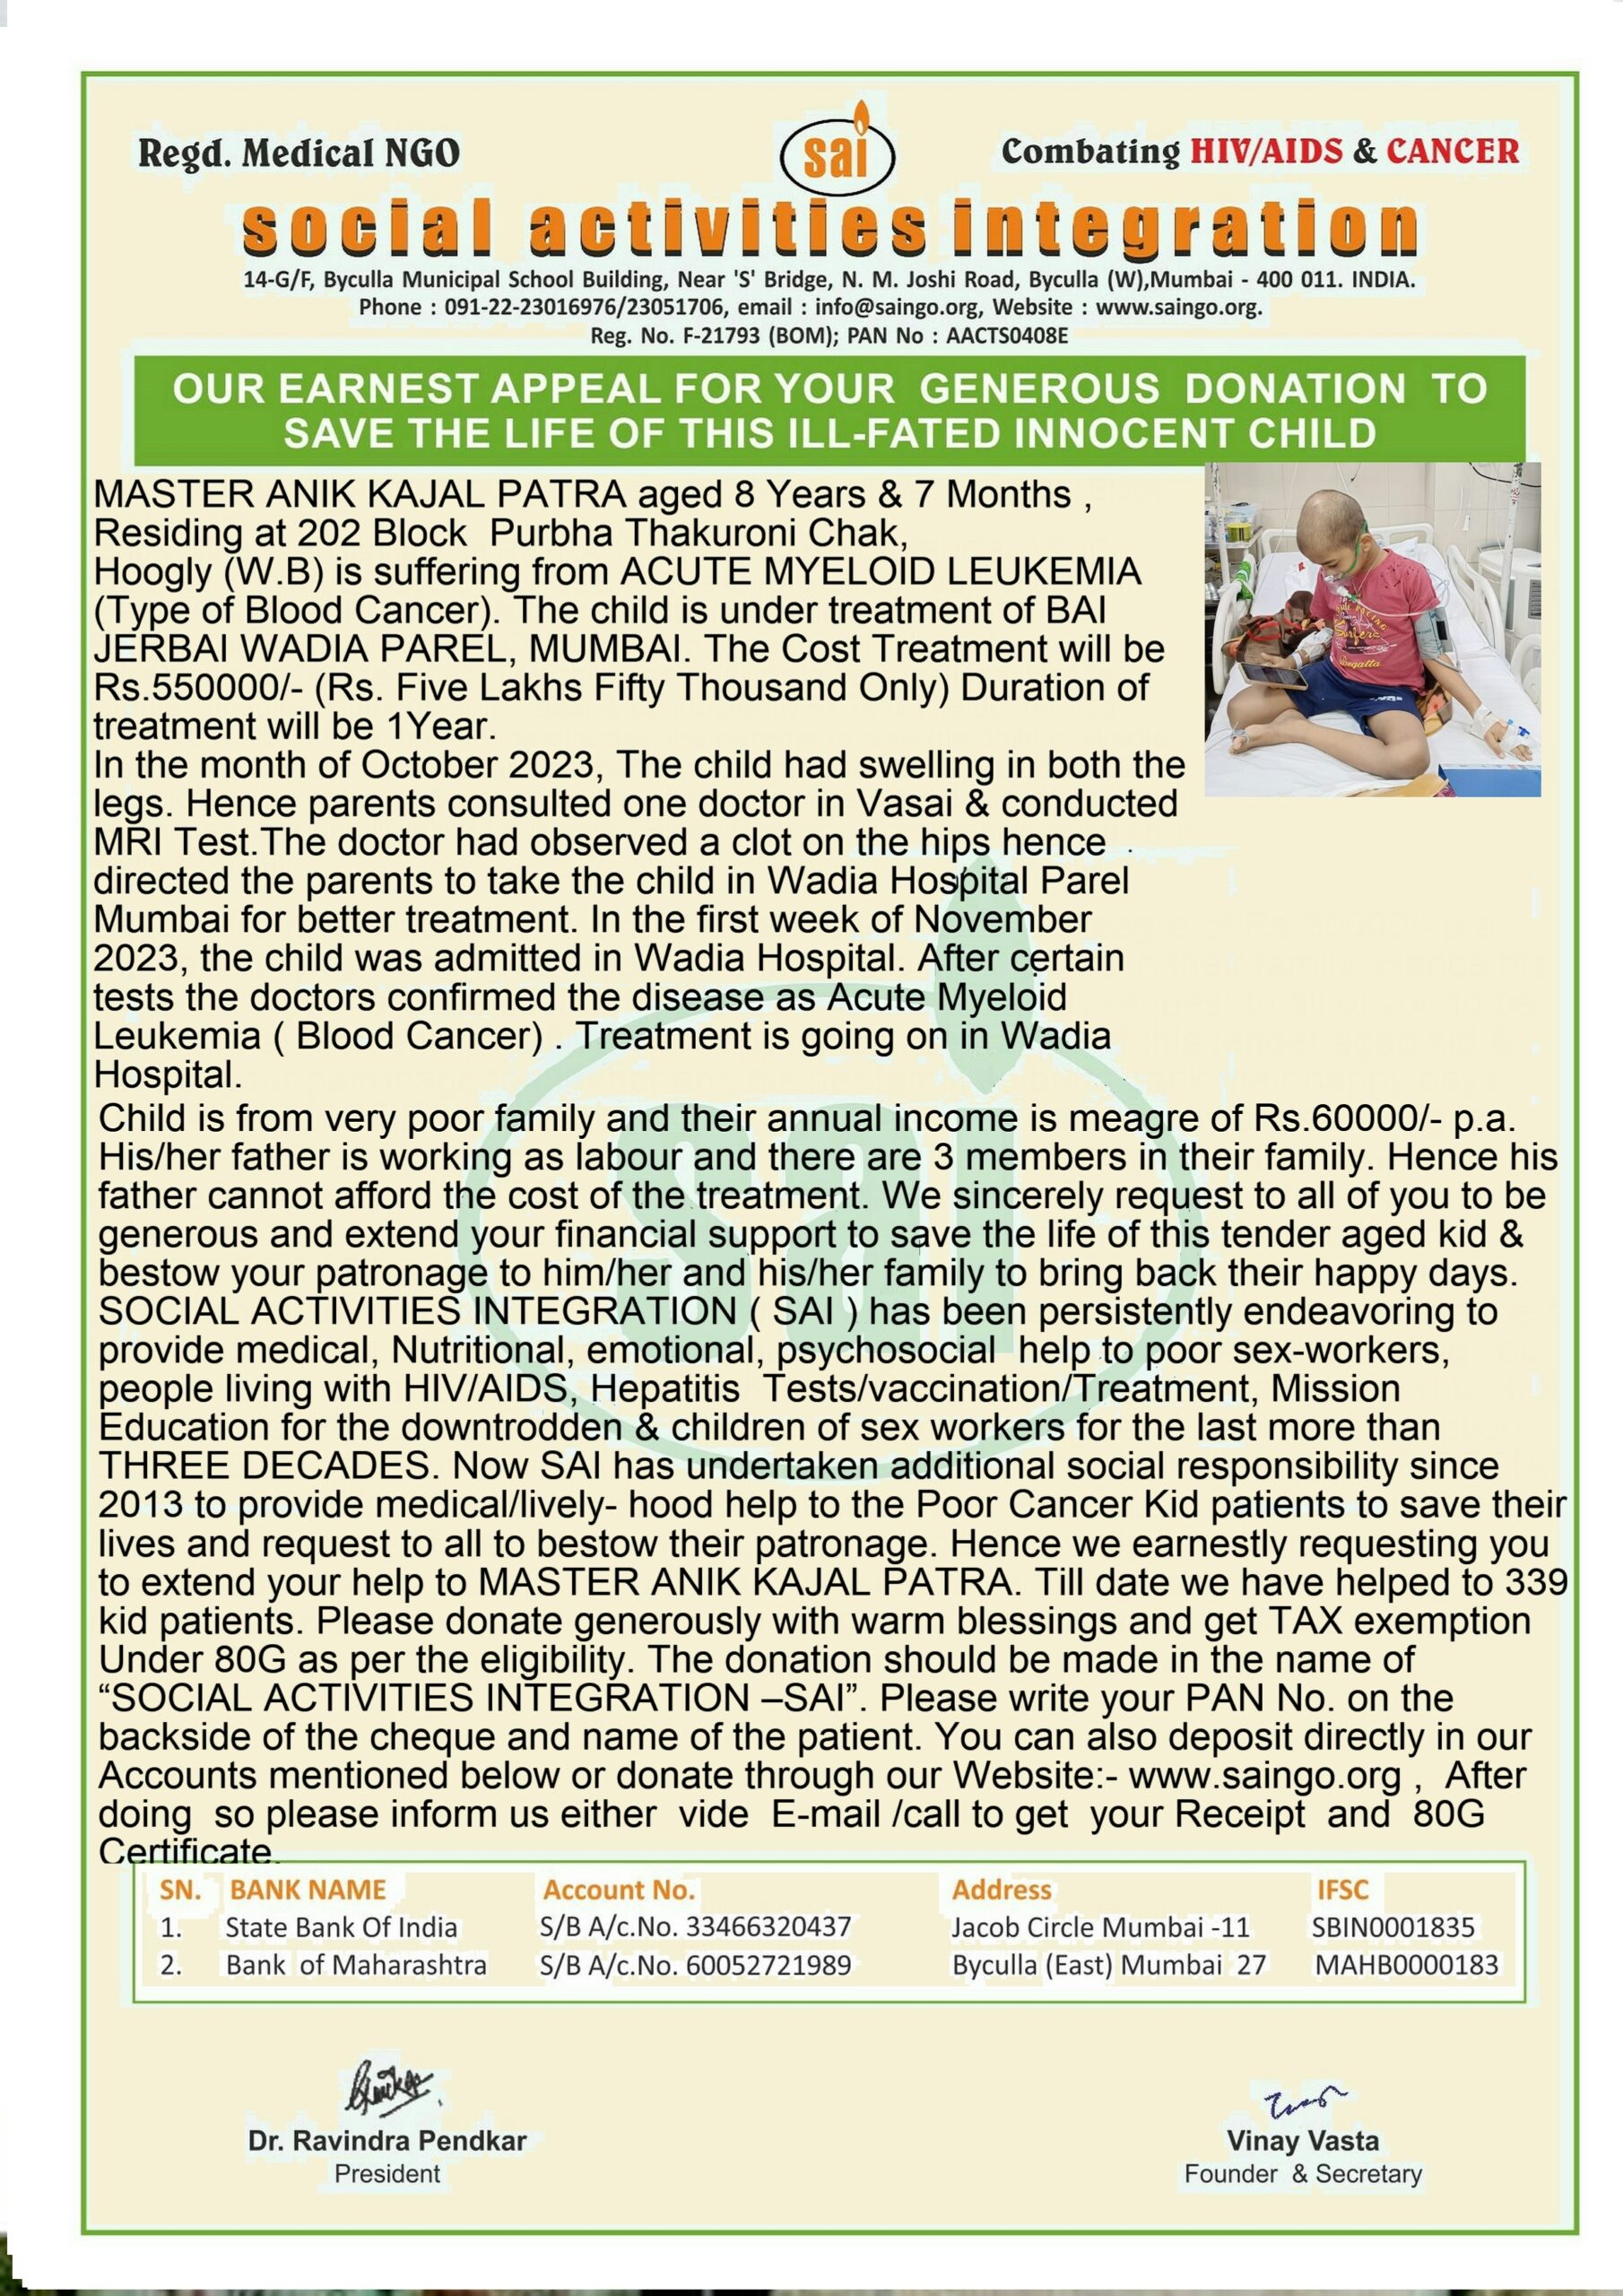 Regd. Medical NGO
sai
Combating HIV/AIDS & CANCER
social activities integration
14-G/F, Byculla Municipal School Building, Near 'S' Bridge, N. M. Joshi Road, Byculla (W),Mumbai - 400 011. INDIA.
Phone : 091-22-23016976/23051706, email : info@saingo.org, Website : www.saingo.org.
Reg. No. F-21793 (BOM); PAN No : AACTS0408E
OUR EARNEST APPEAL FOR YOUR GENEROUS DONATION TO
SAVE THE LIFE OF THIS ILL-FATED INNOCENT CHILD
MASTER ANIK KAJAL PATRA aged 8 Years & 7 Months ,
Residing at 202 Block Purbha Thakuroni Chak,
Hoogly (W.B) is suffering from ACUTE MYELOID LEUKEMIA
(Type of Blood Cancer). The child is under treatment of BAI
JERBAI WADIA PAREL, MUMBAI. The Cost Treatment will be
Rs.550000/- (Rs. Five Lakhs Fifty Thousand Only) Duration of
treatment will be 1Year.
In the month of October 2023, The child had swelling in both the
legs. Hence parents consulted one doctor in Vasai & conducted
MRI Test.The doctor had observed a clot on the hips hence
directed the parents to take the child in Wadia Hospital Parel
Mumbai for better treatment. In the first week of November
2023, the child was admitted in Wadia Hospital. After certain
tests the doctors confirmed the disease as Acute Myeloid
Leukemia ( Blood Cancer) . Treatment is going on in Wadia
Hospital.
Child is from very poor family and their annual income is meagre of Rs.60000/- p.a.
His/her father is working as labour and there are 3 members in their family. Hence his
father cannot afford the cost of the treatment. We sincerely request to all of you to be
generous and extend your financial support to save the life of this tender aged kid &
bestow your patronage to him/her and his/her family to bring back their happy days.
SOCIAL ACTIVITIES INTEGRATION ( SAI ) has been persistently endeavoring to
provide medical, Nutritional, emotional, psychosocial help to poor sex-workers,
people living with HIV/AIDS, Hepatitis Tests/vaccination/Treatment, Mission
Education for the downtrodden & children of sex workers for the last more than
THREE DECADES. Now SAI has undertaken additional social responsibility since
2013 to provide medical/lively- hood help to the Poor Cancer Kid patients to save their
lives and request to all to bestow their patronage. Hence we earnestly requesting you
to extend your help to MASTER ANIK KAJAL PATRA. Till date we have helped to 339
kid patients. Please donate generously with warm blessings and get TAX exemption
Under 80G as per the eligibility. The donation should be made in the name of
“SOCIAL ACTIVITIES INTEGRATION –SAI”. Please write your PAN No. on the
backside of the cheque and name of the patient. You can also deposit directly in our
Accounts mentioned below or donate through our Website:- www.saingo.org , After
doing so please inform us either vide E-mail /call to get your Receipt and 80G
Certificate.
SN. BANK NAME Account No. Address IFSC
1. State Bank Of India S/B A/c.No. 33466320437 Jacob Circle Mumbai -11 SBIN0001835
2. Bank of Maharashtra S/B A/c.No. 60052721989 Byculla (East) Mumbai 27 MAHB0000183
Dr. Ravindra Pendkar
President
Vinay Vasta
Founder & Secretary